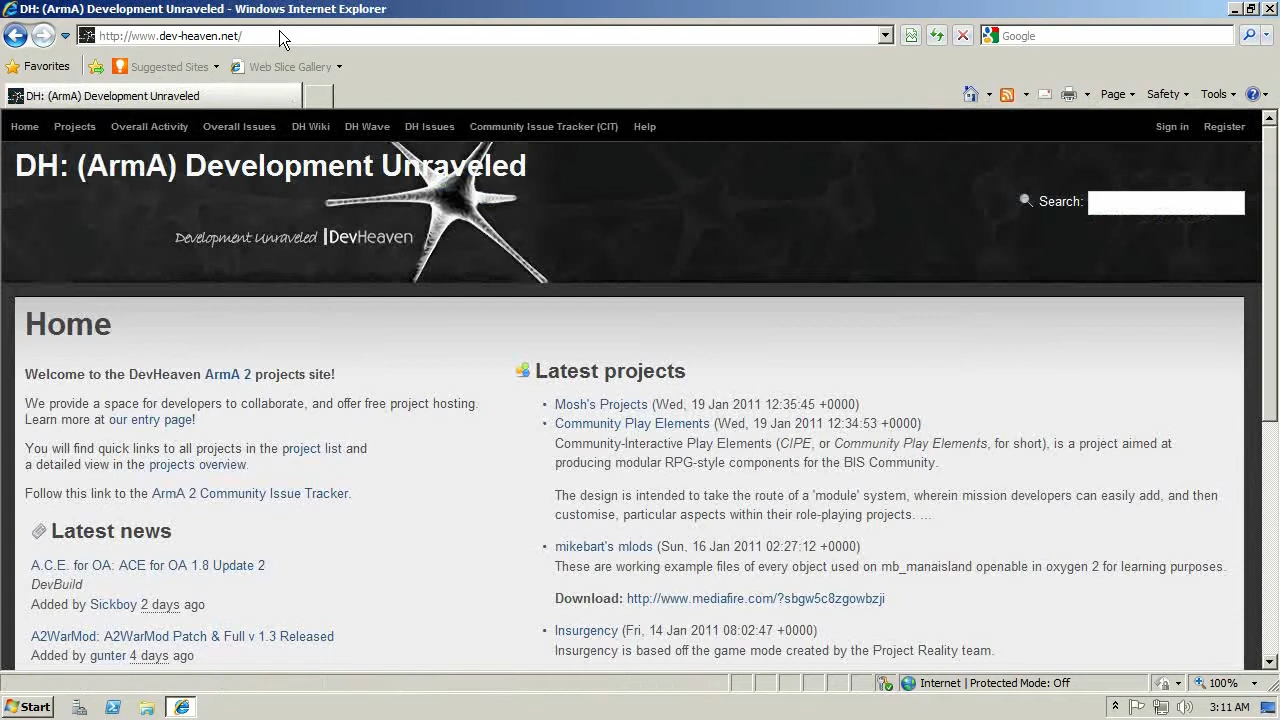 DH: (ArmA) Development Unraveled - Windows Internet Explorer
http://www.dev-heaven.net/
Google
Favorites
Suggested Sites
Web Slice Gallery
DH: (ArmA) Development Unraveled
Page
Safety
Tools
Home Projects Overall Activity Overall Issues DH Wiki DH Wave DH Issues Community Issue Tracker (CIT) Help
Sign in Register
DH: (ArmA) Development Unraveled
Search:
Development Unraveled |DevHeaven
Home
Welcome to the DevHeaven ArmA 2 projects site!
We provide a space for developers to collaborate, and offer free project hosting.
Learn more at our entry page!
You will find quick links to all projects in the project list and
a detailed view in the projects overview.
Follow this link to the ArmA 2 Community Issue Tracker.
Latest news
A.C.E. for OA: ACE for OA 1.8 Update 2
DevBuild
Added by Sickboy 2 days ago
A2WarMod: A2WarMod Patch & Full v 1.3 Released
Added by gunter 4 days ago
Latest projects
• Mosh's Projects (Wed, 19 Jan 2011 12:35:45 +0000)
• Community Play Elements (Wed, 19 Jan 2011 12:34:53 +0000)
Community-Interactive Play Elements (CIPE, or Community Play Elements, for short), is a project aimed at
producing modular RPG-style components for the BIS Community.
The design is intended to take the route of a 'module' system, wherein mission developers can easily add, and then
customise, particular aspects within their role-playing projects. ...
• mikebart's mlods (Sun, 16 Jan 2011 02:27:12 +0000)
These are working example files of every object used on mb_manaisland openable in oxygen 2 for learning purposes.
Download: http://www.mediafire.com/?sbgw5c8zgowbzji
• Insurgency (Fri, 14 Jan 2011 08:02:47 +0000)
Insurgency is based off the game mode created by the Project Reality team.
Internet | Protected Mode: Off
100%
Start
3:11 AM